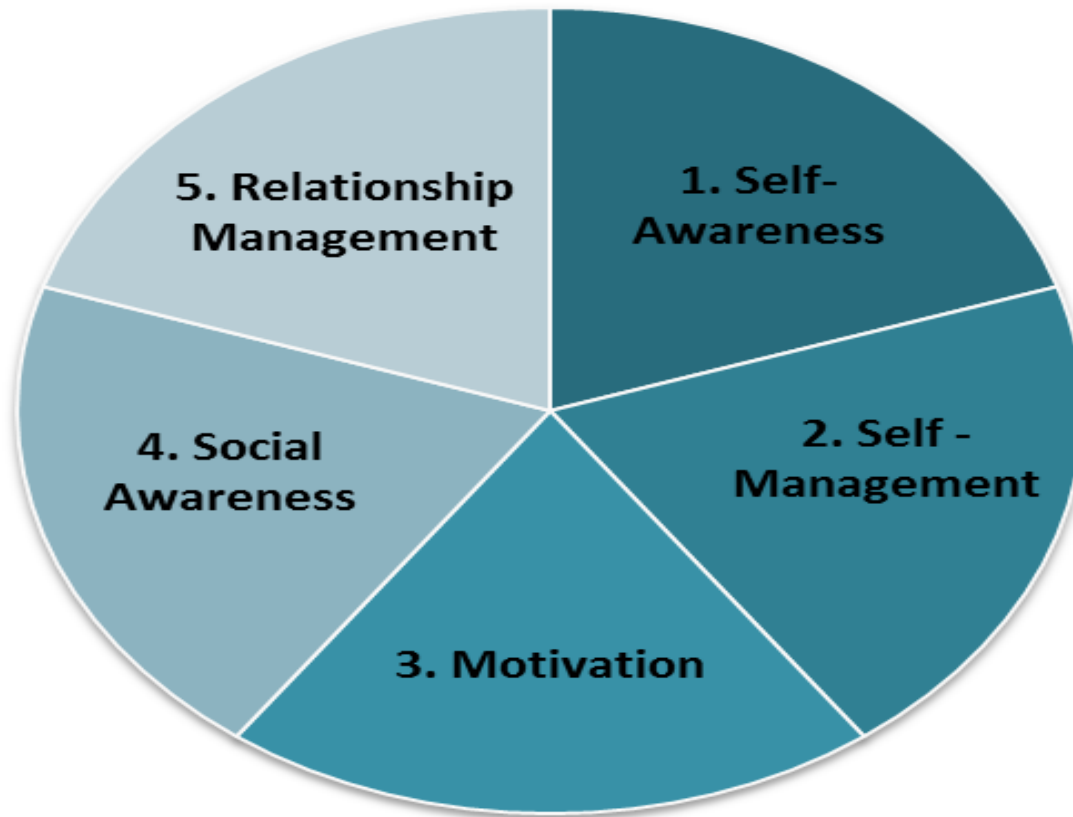 1. Self-
Awareness
2. Self -
Management
3. Motivation
4. Social
Awareness
5. Relationship
Management